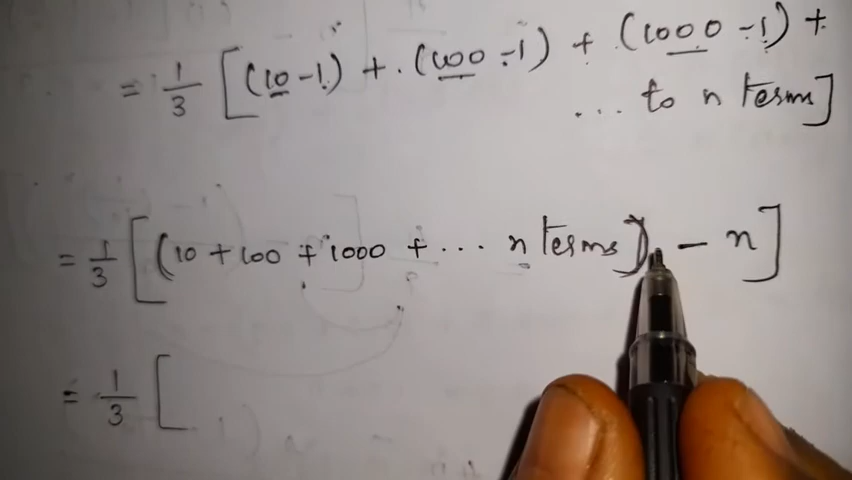 = 1/3 [(10-1) + (100-1) + (1000-1) +
... to n terms]
= 1/3 [(10 + 100 + 1000 + ... n terms) - n]
= 1/3 [